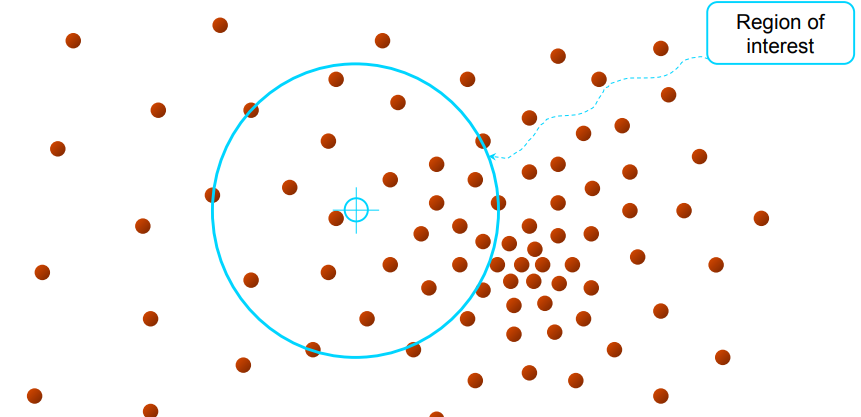 Region of
interest